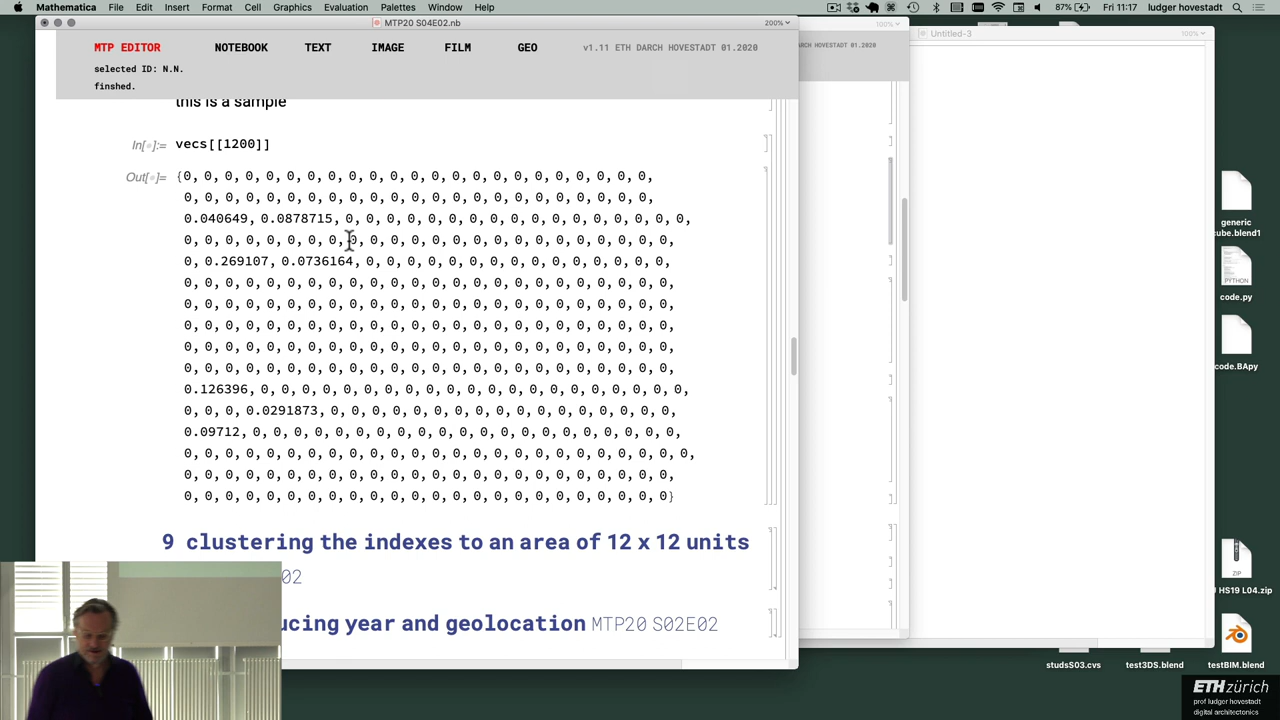 Mathematica File Edit Insert Format Cell Graphics Evaluation Palettes Window Help
87% Fri 11:17 ludger hovestadt
MTP20 S04E02.nb
200%
100%
Untitled-3
100%
MTP EDITOR NOTEBOOK TEXT IMAGE FILM GEO v1.11 ETH DARCH HOVESTADT 01.2020
DARCH HOVESTADT 01.2020
selected ID: N.N.
finshed.
this is a sample
In[•]:= vecs[[1200]]
Out[•]= {0, 0, 0, 0, 0, 0, 0, 0, 0, 0, 0, 0, 0, 0, 0, 0, 0, 0, 0, 0, 0, 0, 0,
0, 0, 0, 0, 0, 0, 0, 0, 0, 0, 0, 0, 0, 0, 0, 0, 0, 0, 0, 0, 0, 0, 0,
0.040649, 0.0878715, 0, 0, 0, 0, 0, 0, 0, 0, 0, 0, 0, 0, 0, 0, 0, 0, 0,
0, 0, 0, 0, 0, 0, 0, 0, 0, 0, 0, 0, 0, 0, 0, 0, 0, 0, 0, 0, 0, 0, 0, 0,
0, 0.269107, 0.0736164, 0, 0, 0, 0, 0, 0, 0, 0, 0, 0, 0, 0, 0, 0, 0,
0, 0, 0, 0, 0, 0, 0, 0, 0, 0, 0, 0, 0, 0, 0, 0, 0, 0, 0, 0, 0, 0, 0, 0,
0, 0, 0, 0, 0, 0, 0, 0, 0, 0, 0, 0, 0, 0, 0, 0, 0, 0, 0, 0, 0, 0, 0, 0,
0, 0, 0, 0, 0, 0, 0, 0, 0, 0, 0, 0, 0, 0, 0, 0, 0, 0, 0, 0, 0, 0, 0, 0,
0, 0, 0, 0, 0, 0, 0, 0, 0, 0, 0, 0, 0, 0, 0, 0, 0, 0, 0, 0, 0, 0, 0, 0,
0, 0, 0, 0, 0, 0, 0, 0, 0, 0, 0, 0, 0, 0, 0, 0, 0, 0, 0, 0, 0, 0, 0, 0,
0.126396, 0, 0, 0, 0, 0, 0, 0, 0, 0, 0, 0, 0, 0, 0, 0, 0, 0, 0, 0, 0, 0,
0, 0, 0, 0.0291873, 0, 0, 0, 0, 0, 0, 0, 0, 0, 0, 0, 0, 0, 0, 0, 0, 0,
0.09712, 0, 0, 0, 0, 0, 0, 0, 0, 0, 0, 0, 0, 0, 0, 0, 0, 0, 0, 0, 0, 0,
0, 0, 0, 0, 0, 0, 0, 0, 0, 0, 0, 0, 0, 0, 0, 0, 0, 0, 0, 0, 0, 0, 0, 0, 0,
0, 0, 0, 0, 0, 0, 0, 0, 0, 0, 0, 0, 0, 0, 0, 0, 0, 0, 0, 0, 0, 0, 0, 0,
0, 0, 0, 0, 0, 0, 0, 0, 0, 0, 0, 0, 0, 0, 0, 0, 0, 0, 0, 0, 0, 0, 0, 0}
9 clustering the indexes to an area of 12 x 12 units
02
ucing year and geolocation MTP20 S02E02
generic
cube.blend1
PYTHON
code.py
code.BApy
ZIP
U HS19 L04.zip
studsS03.cvs
test3DS.blend
testBIM.blend
ETH zürich
prof ludger hovestadt
digital architectonics